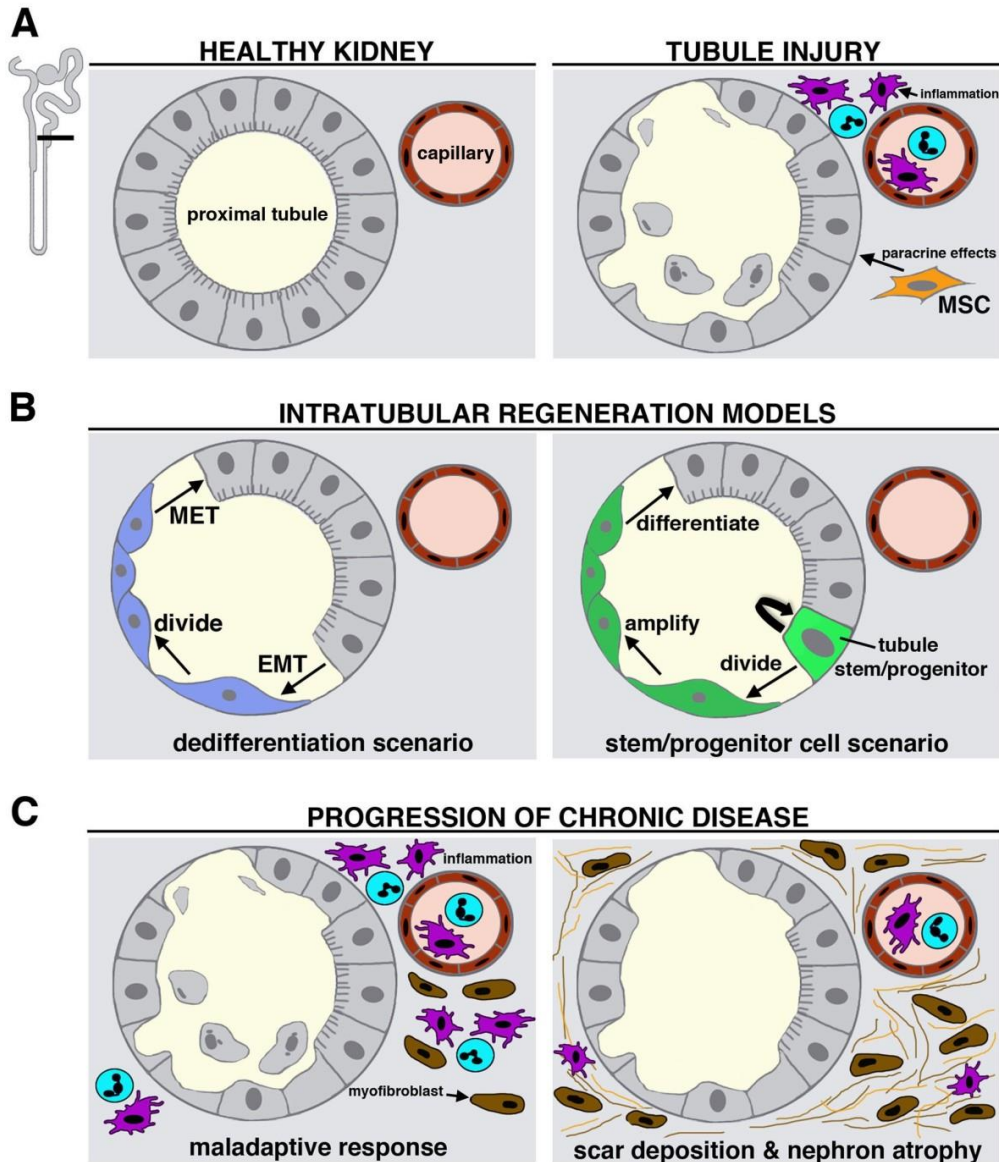 A
HEALTHY KIDNEY
proximal tubule
capillary
TUBULE INJURY
inflammation
paracrine effects
MSC
B
INTRATUBULAR REGENERATION MODELS
MET
divide
EMT
dedifferentiation scenario
differentiate
amplify
divide
tubule
stem/progenitor
stem/progenitor cell scenario
C
PROGRESSION OF CHRONIC DISEASE
inflammation
myofibroblast
maladaptive response
scar deposition & nephron atrophy